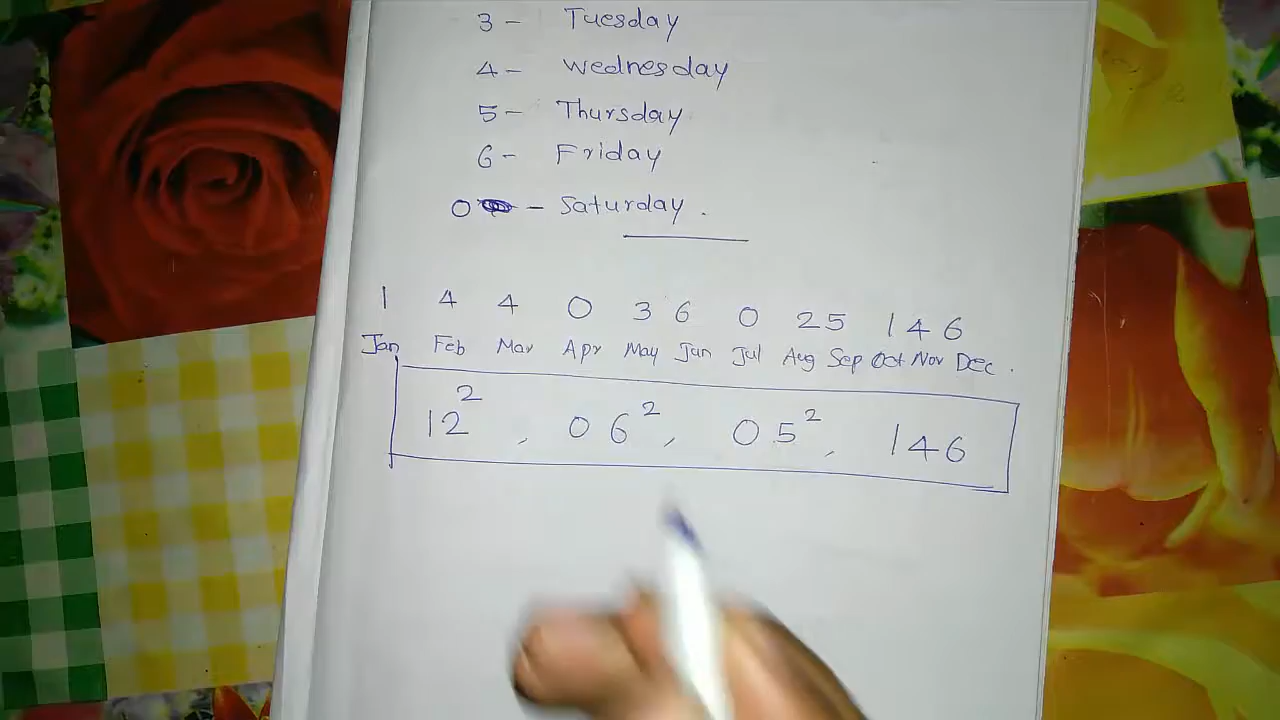 3 - Tuesday
4 - Wednesday
5 - Thursday
6 - Friday
0 - Saturday.
1 4 4 0 3 6 0 2 5 1 4 6
Jan Feb Mar Apr May Jun Jul Aug Sep Oct Nov Dec.
12², 06², 05², 146